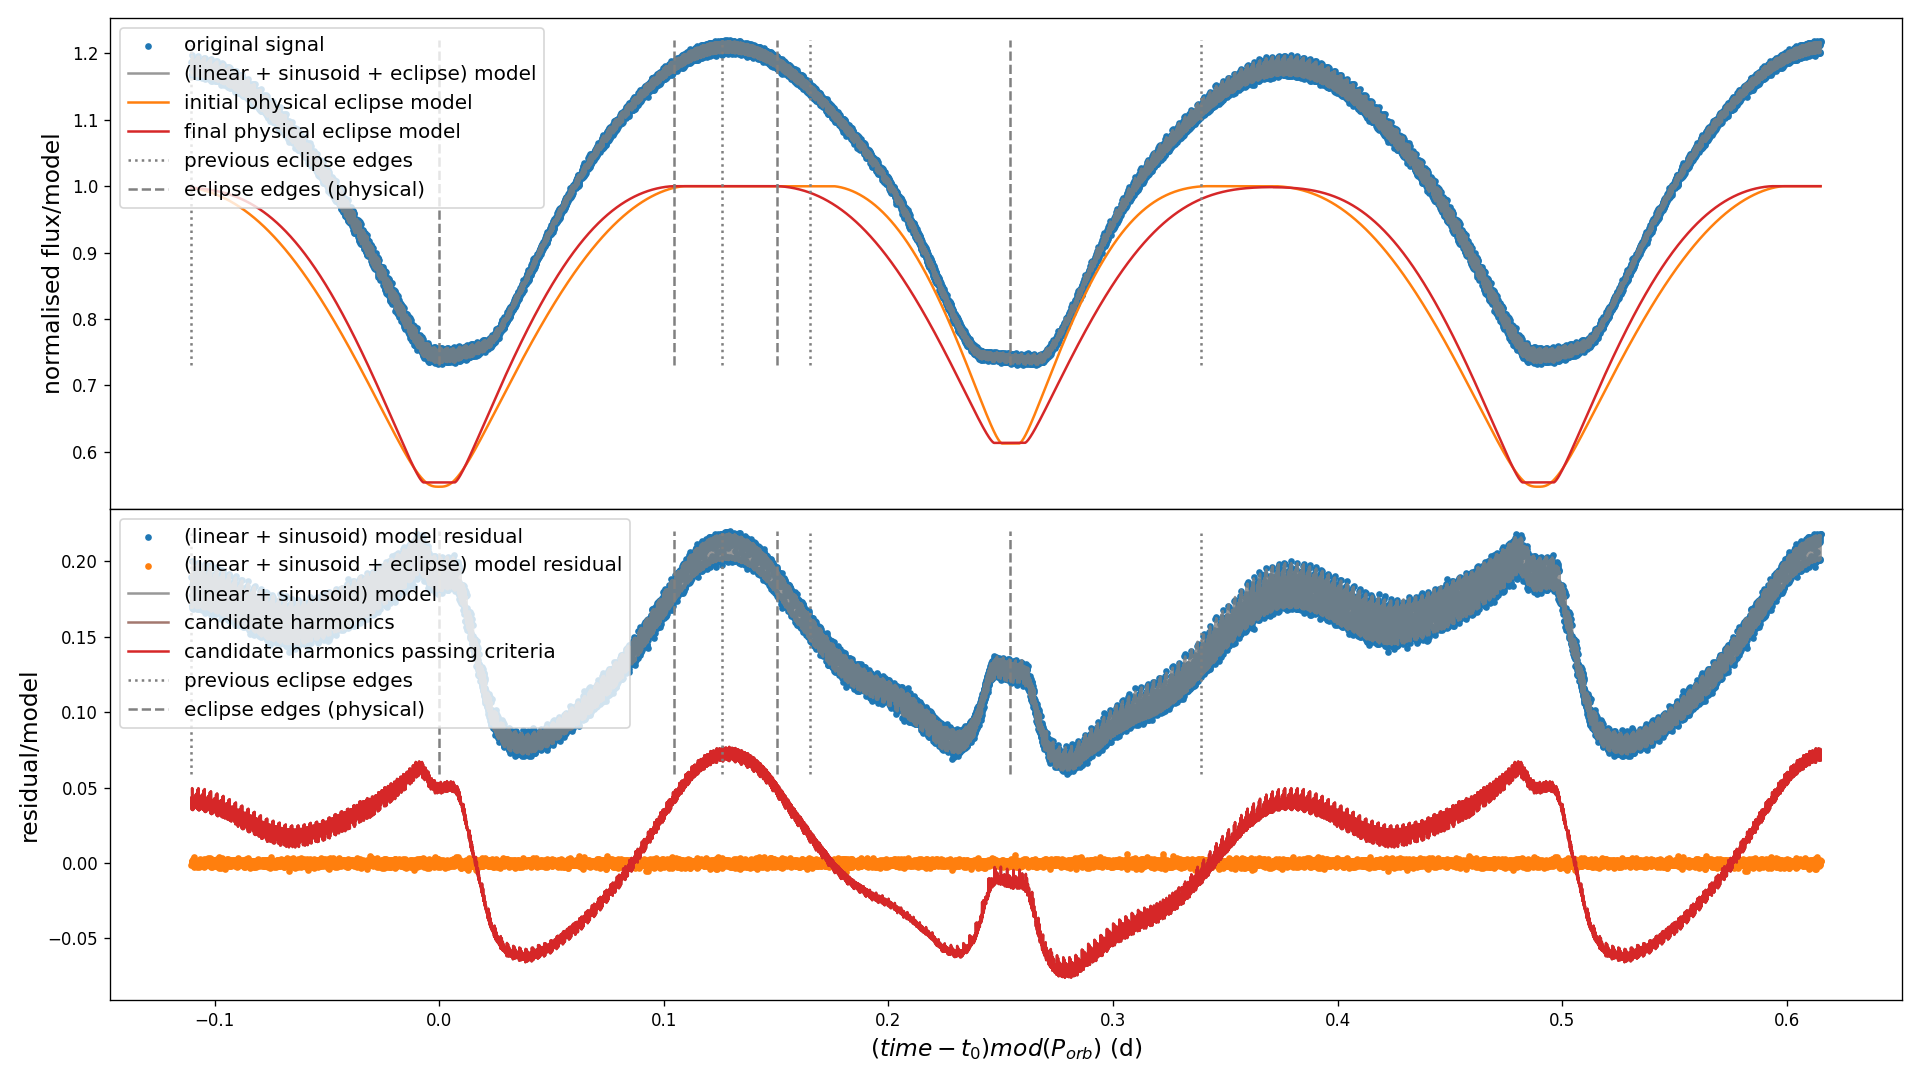 normalised flux/model
1.2
1.1
1.0
0.9
0.8
0.7
0.6
original signal
(linear + sinusoid + eclipse) model
initial physical eclipse model
final physical eclipse model
previous eclipse edges
eclipse edges (physical)
residual/model
0.20
0.15
0.10
0.05
0.00
−0.05
(linear + sinusoid) model residual
(linear + sinusoid + eclipse) model residual
(linear + sinusoid) model
candidate harmonics
candidate harmonics passing criteria
previous eclipse edges
eclipse edges (physical)
−0.1 0.0 0.1 0.2 0.3 0.4 0.5 0.6
(time − t₀)mod(P_orb) (d)